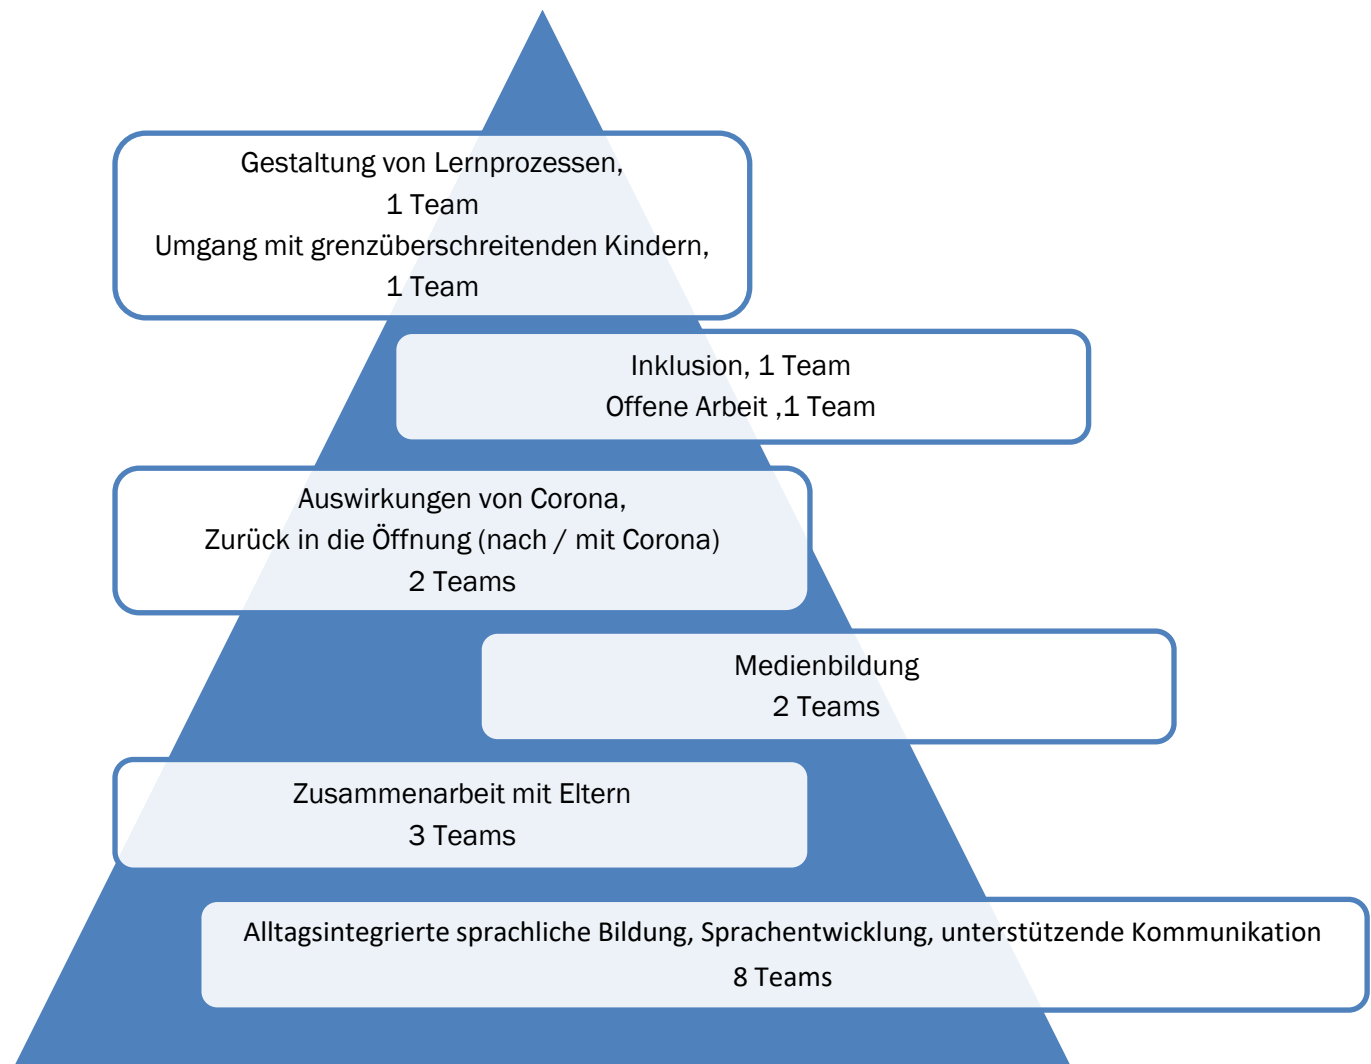 Gestaltung von Lernprozessen,
1 Team
Umgang mit grenzüberschreitenden Kindern,
1 Team
Inklusion, 1 Team
Offene Arbeit ,1 Team
Auswirkungen von Corona,
Zurück in die Öffnung (nach / mit Corona)
2 Teams
Medienbildung
2 Teams
Zusammenarbeit mit Eltern
3 Teams
Alltagsintegrierte sprachliche Bildung, Sprachentwicklung, unterstützende Kommunikation
8 Teams